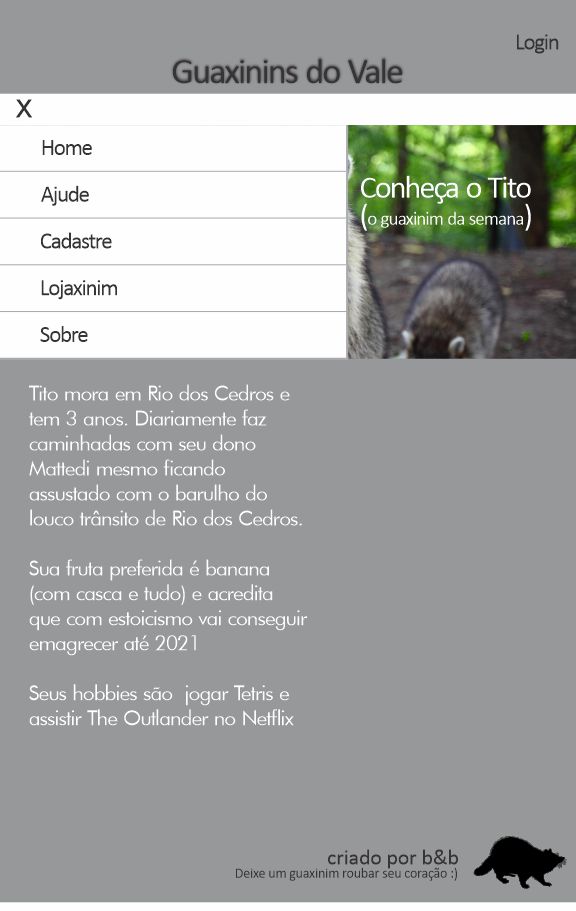 Login
Guaxinins do Vale
X
Home
Ajude
Cadastre
Lojaxinim
Sobre
Conheça o Tito
(o guaxinim da semana)
Tito mora em Rio dos Cedros e
tem 3 anos. Diariamente faz
caminhadas com seu dono
Mattedi mesmo ficando
assustado com o barulho do
louco trânsito de Rio dos Cedros.
Sua fruta preferida é banana
(com casca e tudo) e acredita
que com estoicismo vai conseguir
emagrecer até 2021
Seus hobbies são  jogar Tetris e
assistir The Outlander no Netflix
criado por b&b
Deixe um guaxinim roubar seu coração :)